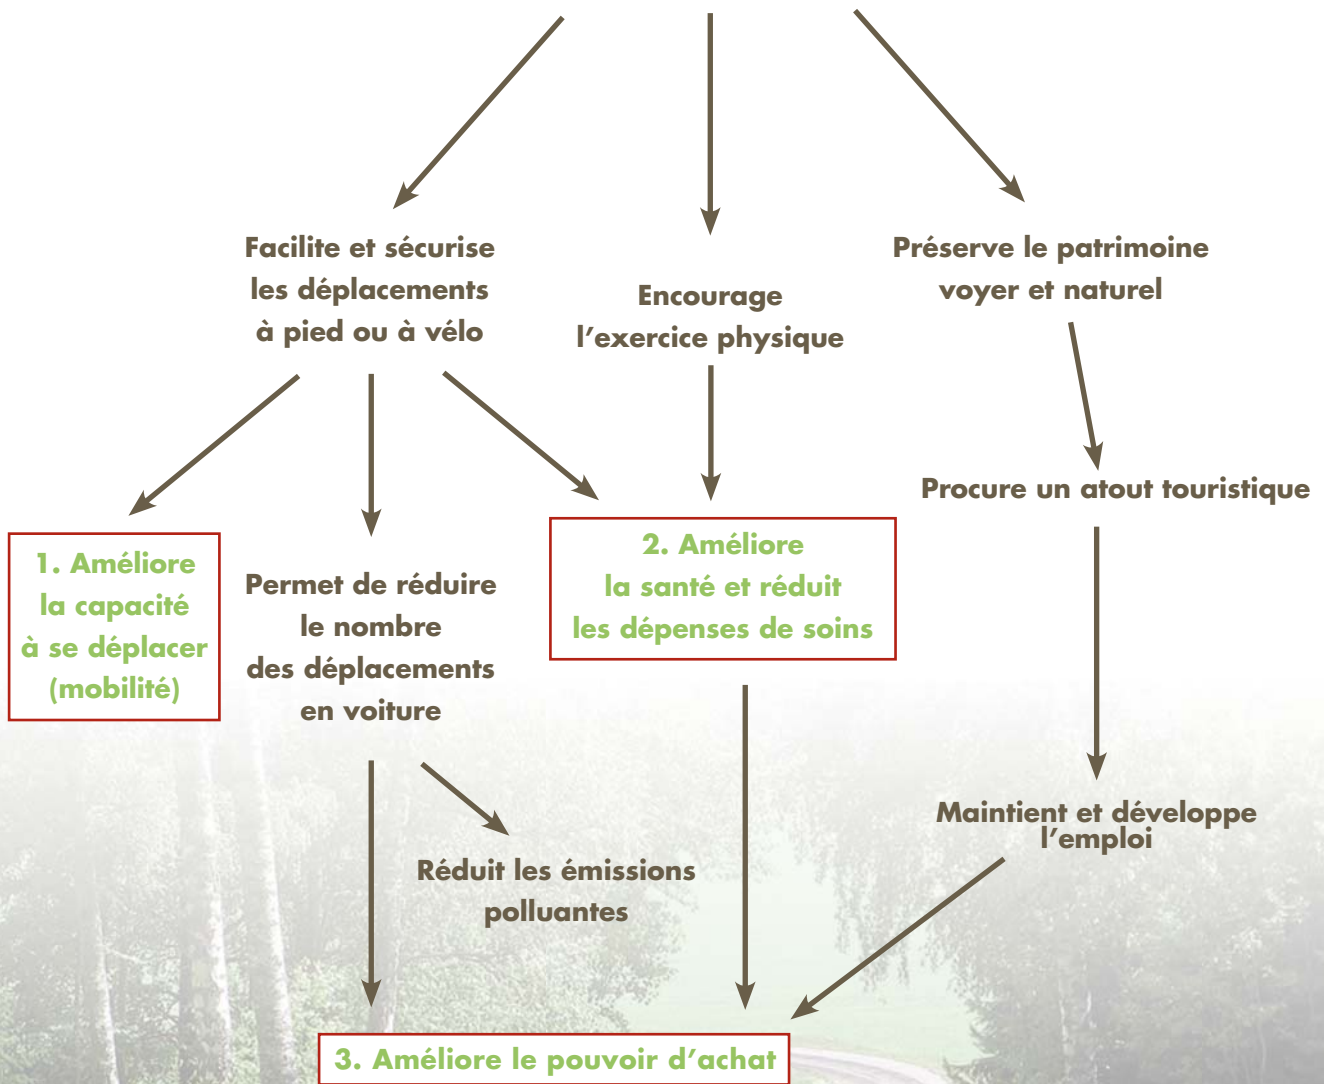 Facilite et sécurise
les déplacements
à pied ou à vélo
Encourage
l’exercice physique
Préserve le patrimoine
voyer et naturel
Procure un atout touristique
1. Améliore
la capacité
à se déplacer
(mobilité)
Permet de réduire
le nombre
des déplacements
en voiture
2. Améliore
la santé et réduit
les dépenses de soins
Maintient et développe
l’emploi
Réduit les émissions
polluantes
3. Améliore le pouvoir d’achat